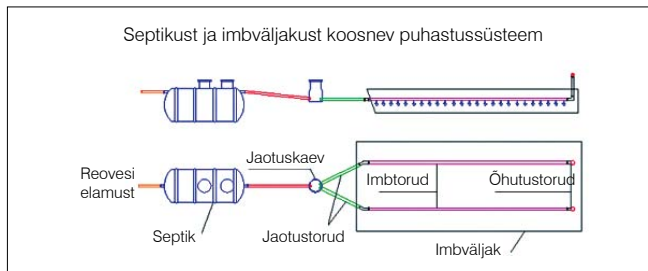 Septikust ja imbväljakust koosnev puhastussüsteem
Jaotuskaev
Reovesi
elamust
Imbtorud
Õhutustorud
Septik
Jaotustorud
Imbväljak